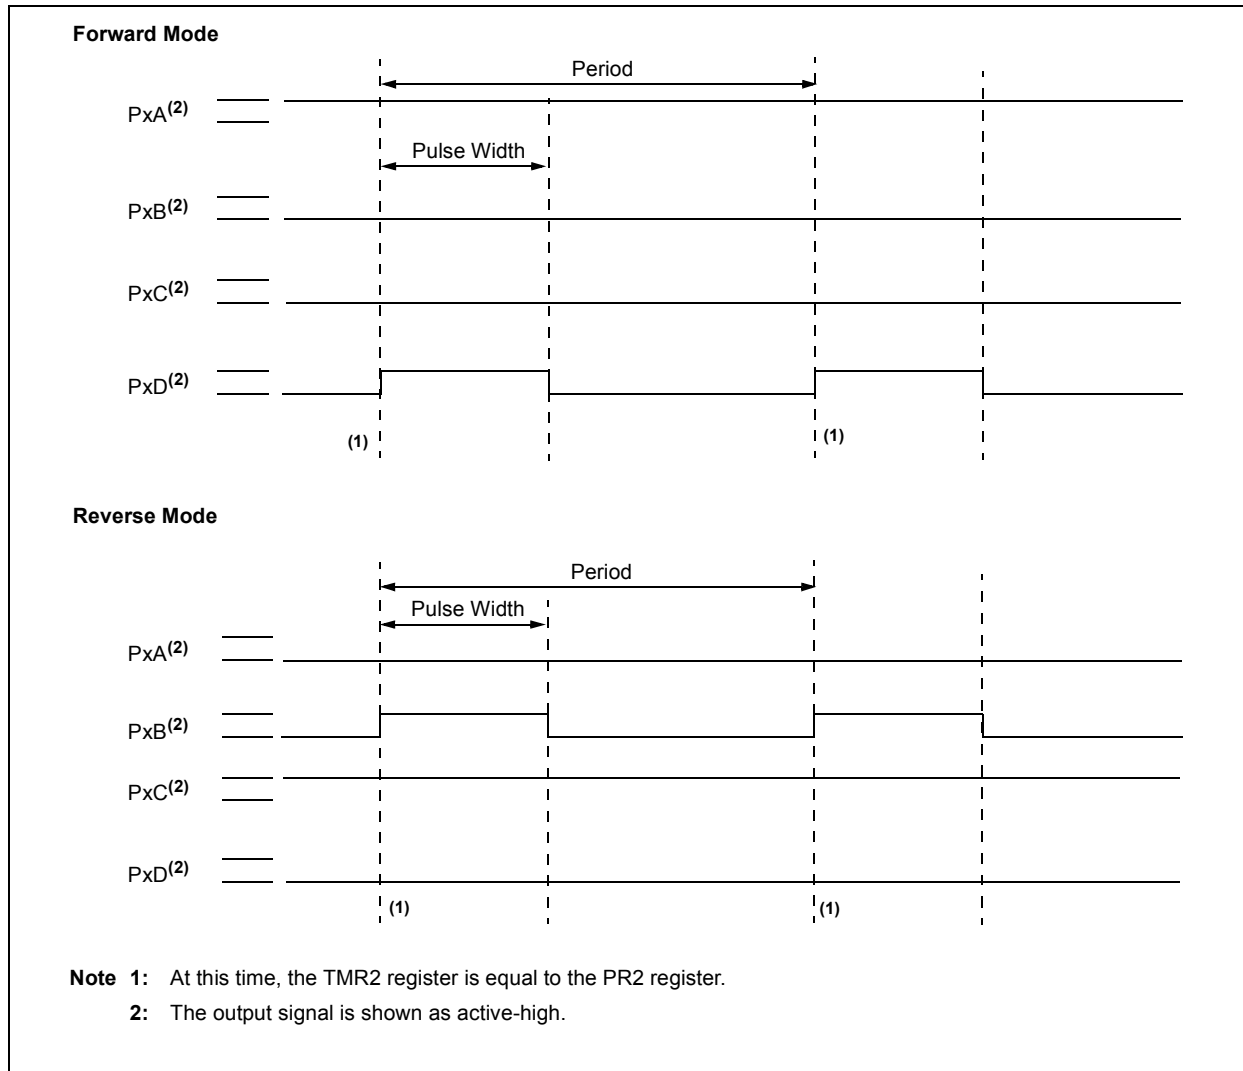 Forward Mode
Period
PxA(2)
Pulse Width
PxB(2)
PxC(2)
PxD(2)
(1) (1)
Reverse Mode
Period
Pulse Width
PxA(2)
PxB(2)
PxC(2)
PxD(2)
(1) (1)
Note 1: At this time, the TMR2 register is equal to the PR2 register.
2: The output signal is shown as active-high.